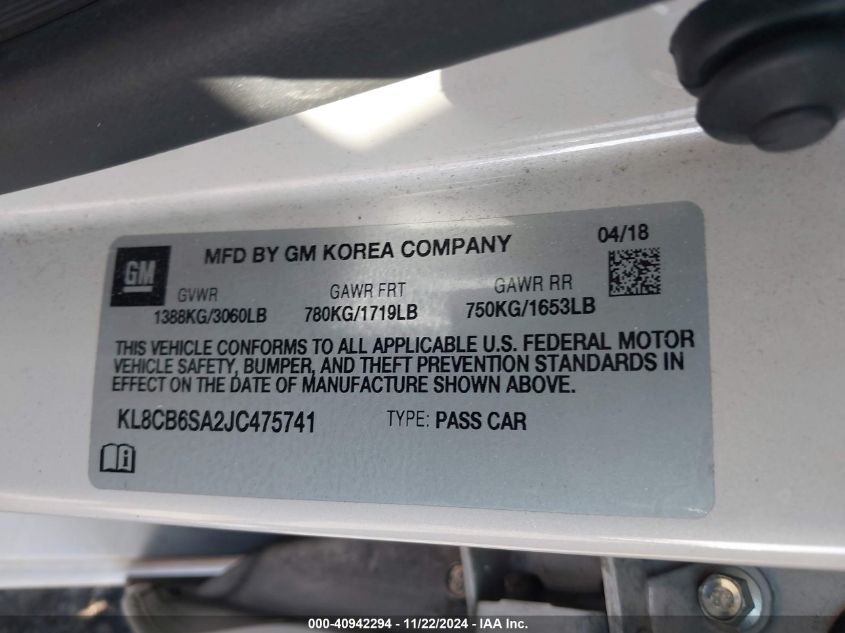 GM
MFD BY GM KOREA COMPANY
04/18
GVWR
GAWR FRT
GAWR RR
1388KG/3060LB
780KG/1719LB
750KG/1653LB
THIS VEHICLE CONFORMS TO ALL APPLICABLE U.S. FEDERAL MOTOR
VEHICLE SAFETY, BUMPER, AND THEFT PREVENTION STANDARDS IN
EFFECT ON THE DATE OF MANUFACTURE SHOWN ABOVE.
KL8CB6SA2JC475741
TYPE: PASS CAR
i
000-40942294 - 11/22/2024 - IAA Inc.